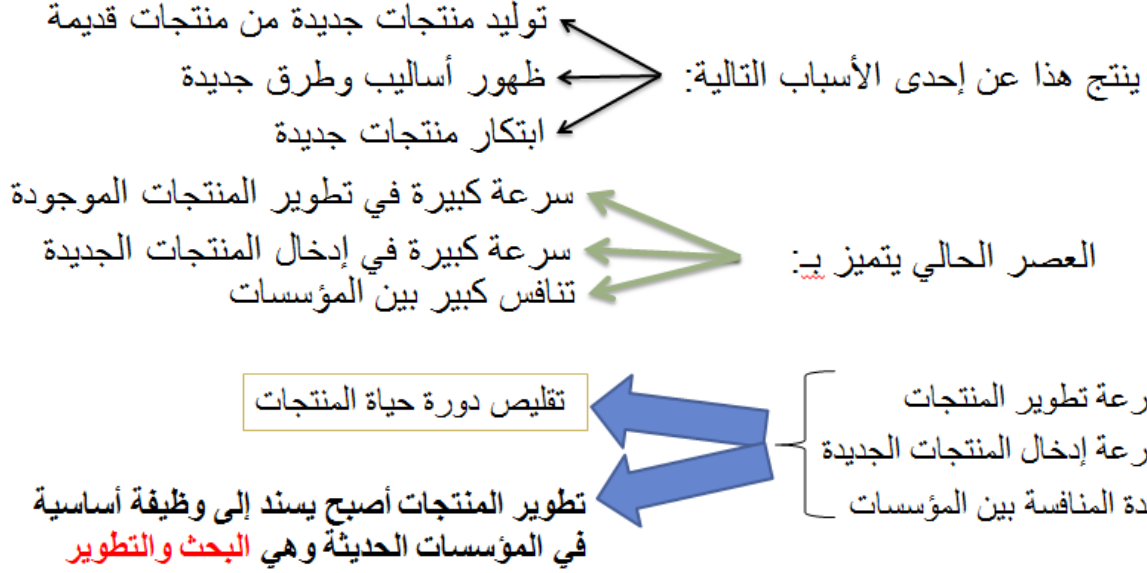 توليد منتجات جديدة من منتجات قديمة
ينتج هذا عن إحدى الأسباب التالية:
ظهور أساليب وطرق جديدة
ابتكار منتجات جديدة
سرعة كبيرة في تطوير المنتجات الموجودة
العصر الحالي يتميز بـ:
سرعة كبيرة في إدخال المنتجات الجديدة
تنافس كبير بين المؤسسات
تطوير المنتجات
إدخال المنتجات الجديدة
المنافسة بين المؤسسات
تقليص دورة حياة المنتجات
تطوير المنتجات أصبح يسند إلى وظيفة أساسية
في المؤسسات الحديثة وهي البحث والتطوير